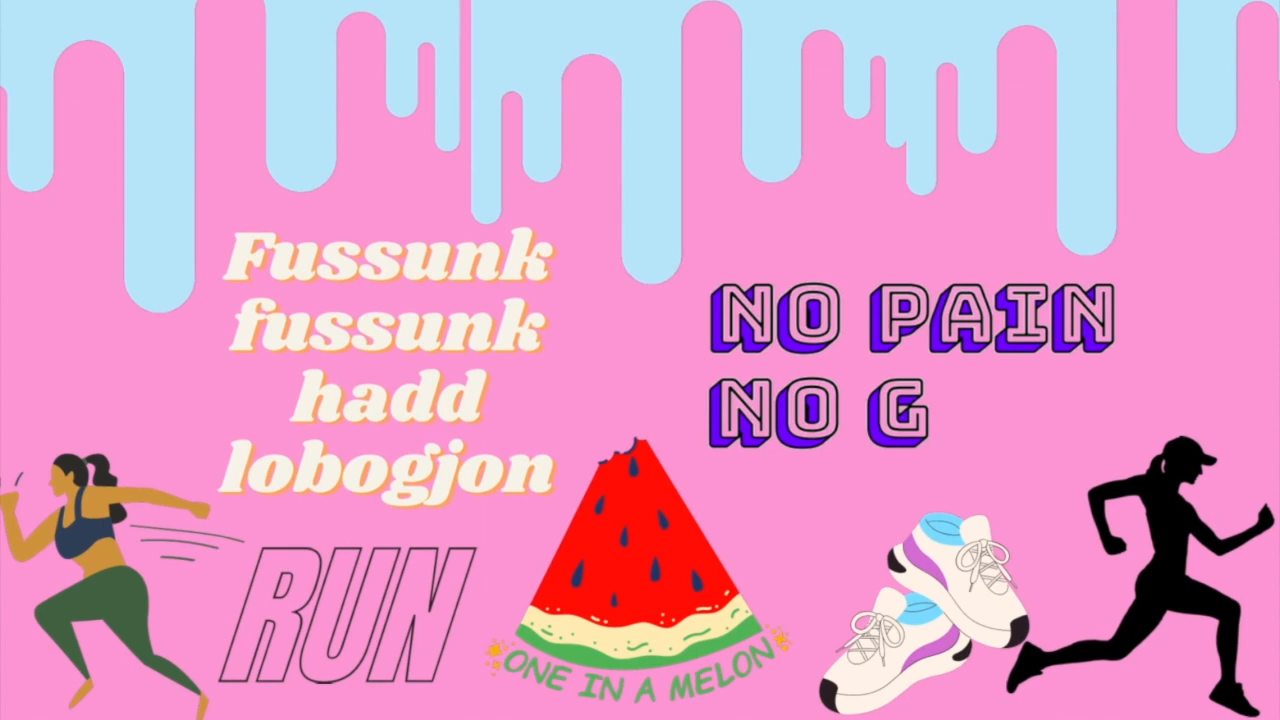 Fussunk
fussunk
hadd
lobogjon
NO PAIN
NO G
RUN
ONE IN A MELON